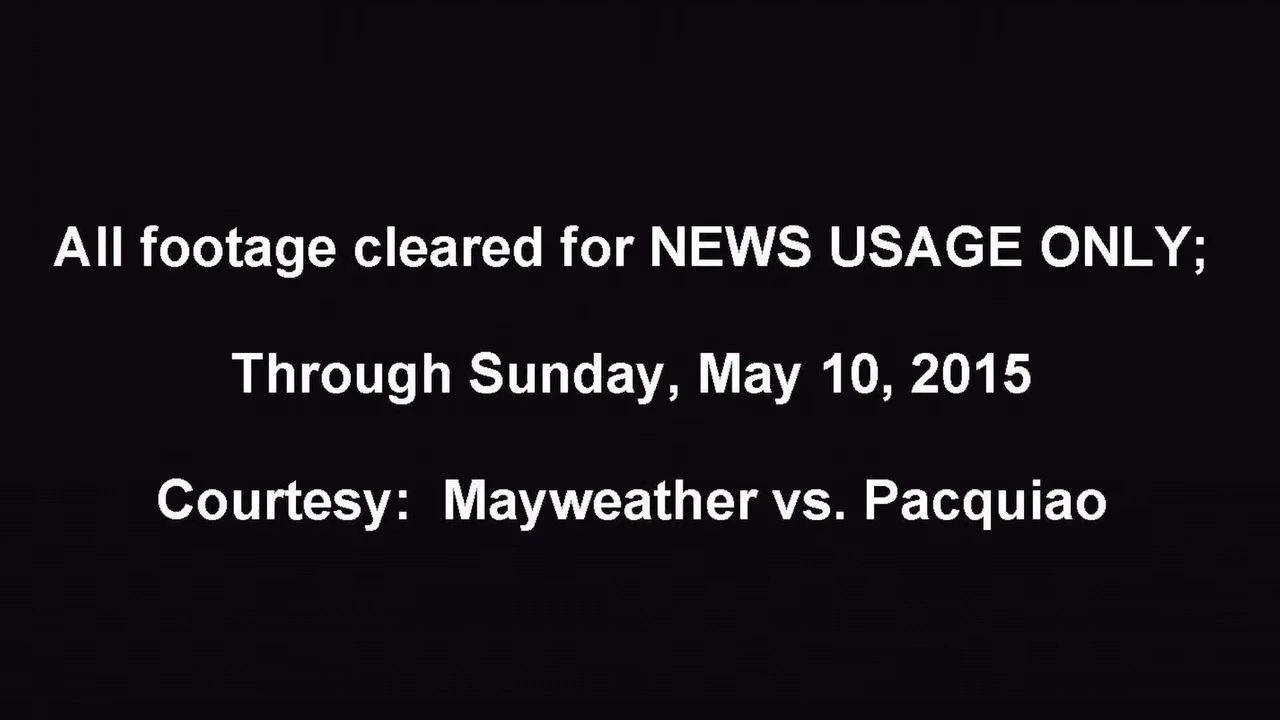 All footage cleared for NEWS USAGE ONLY;
Through Sunday, May 10, 2015
Courtesy:  Mayweather vs. Pacquiao